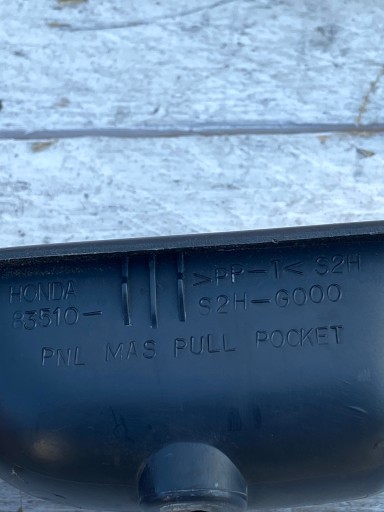 HONDA >PP-T< S2H
83510- S2H-G000
PNL MAS PULL POCKET